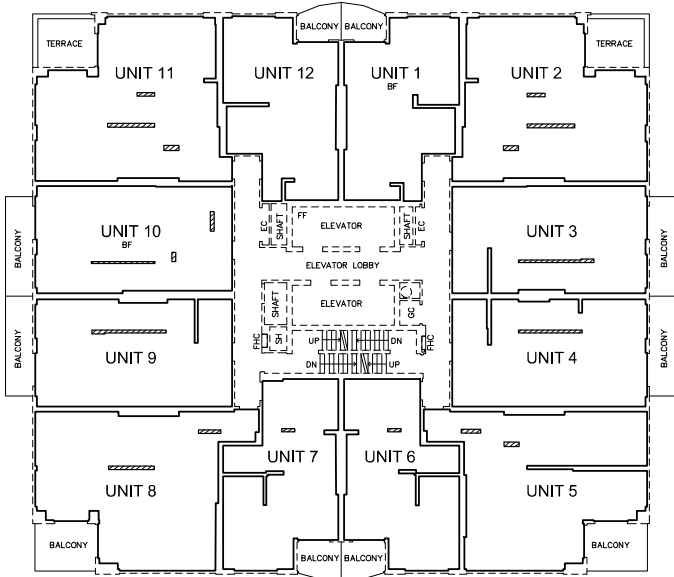 BALCONY
BALCONY
TERRACE
TERRACE
UNIT 11
UNIT 12
UNIT 1
BF
UNIT 2
EC
SHAFT
FF
ELEVATOR
SHAFT
EC
BALCONY
UNIT 10
BF
UNIT 3
BALCONY
ELEVATOR LOBBY
SHAFT
ELEVATOR
GC
BALCONY
UNIT 9
FHC
SH
UP
DN
FHC
UNIT 4
BALCONY
DN
UP
UNIT 8
UNIT 7
UNIT 6
UNIT 5
BALCONY
BALCONY
BALCONY
BALCONY